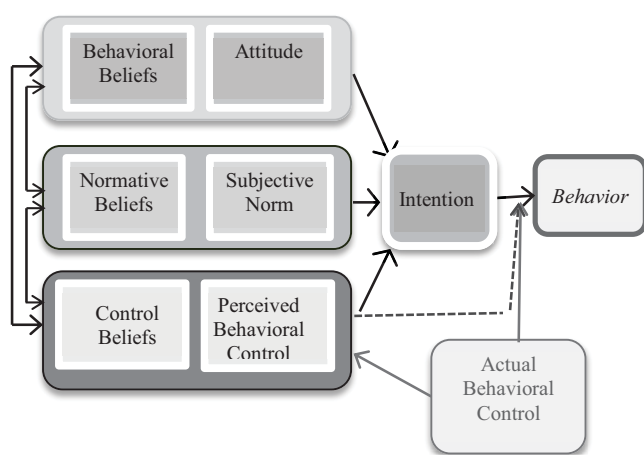 Behavioral
Beliefs
Attitude
Normative
Beliefs
Subjective
Norm
Intention
Behavior
Control
Beliefs
Perceived
Behavioral
Control
Actual
Behavioral
Control